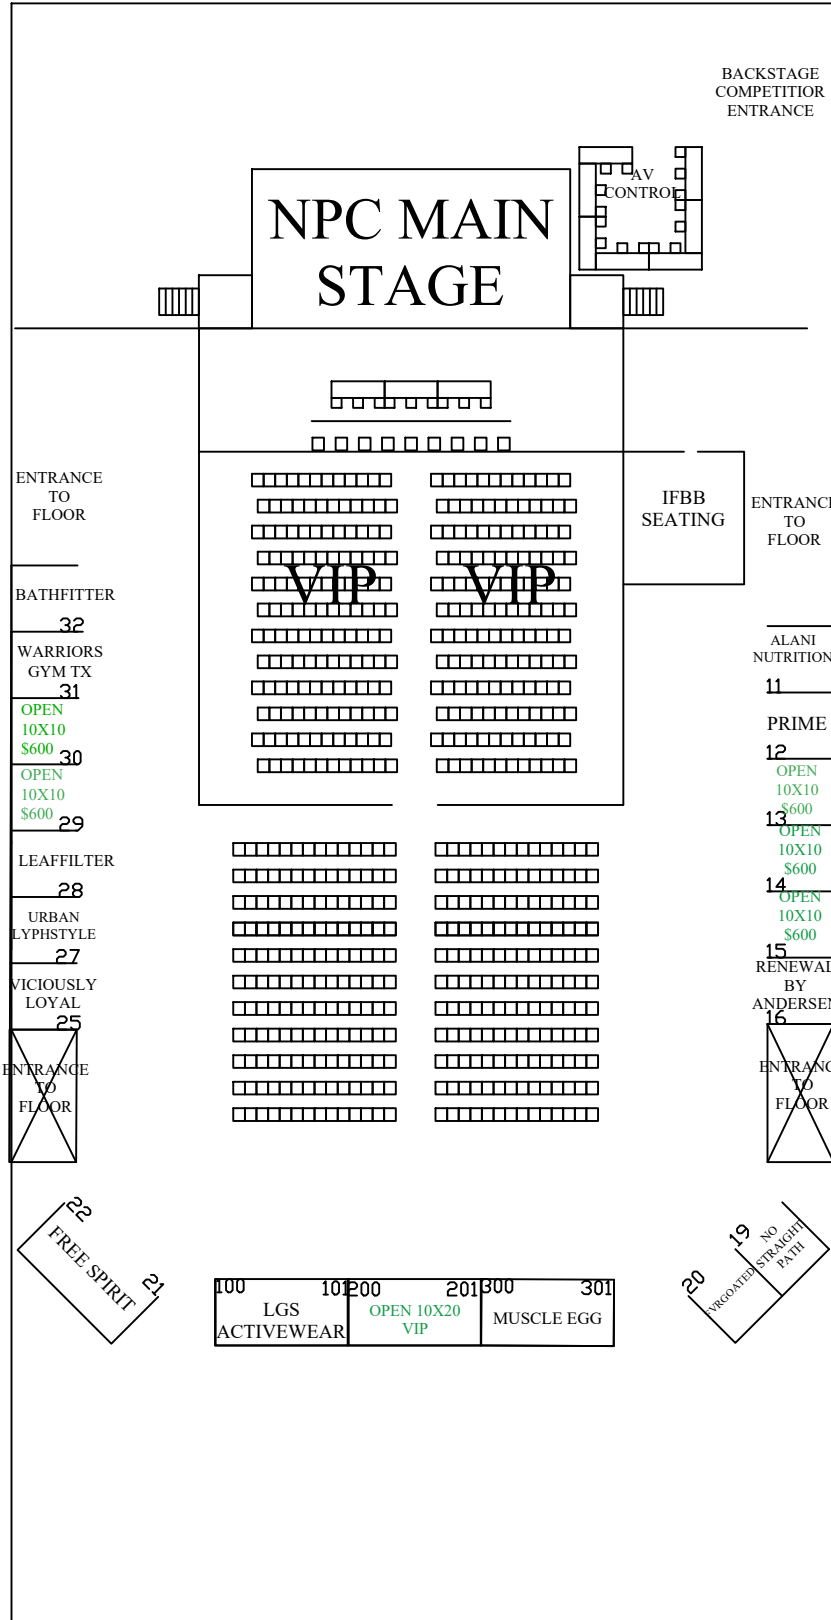 BACKSTAGE
COMPETITIOR
ENTRANCE
AV
CONTROL
NPC MAIN
STAGE
ENTRANCE
TO
FLOOR
IFBB
SEATING
ENTRANCE
TO
FLOOR
VIP
VIP
BATHFITTER
32
WARRIORS
GYM TX
31
OPEN
10X10
$600
30
OPEN
10X10
$600
29
LEAFFILTER
28
URBAN
LYPHSTYLE
27
VICIOUSLY
LOYAL
25
ENTRANCE
TO
FLOOR
ALANI
NUTRITION
11
PRIME
12
OPEN
10X10
$600
13
OPEN
10X10
$600
14
OPEN
10X10
$600
15
RENEWAL
BY
ANDERSEN
16
ENTRANCE
TO
FLOOR
22
FREE SPIRIT
21
100
101
LGS
ACTIVEWEAR
200
201
OPEN 10X20
VIP
300
301
MUSCLE EGG
19
NO
STRAIGHT
PATH
20
EVRGOATED